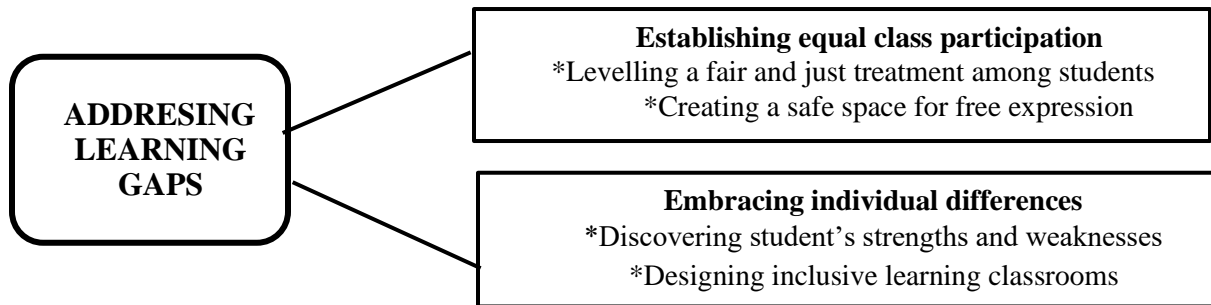 ADDRESING
LEARNING
GAPS
Establishing equal class participation
*Levelling a fair and just treatment among students
*Creating a safe space for free expression
Embracing individual differences
*Discovering student’s strengths and weaknesses
*Designing inclusive learning classrooms